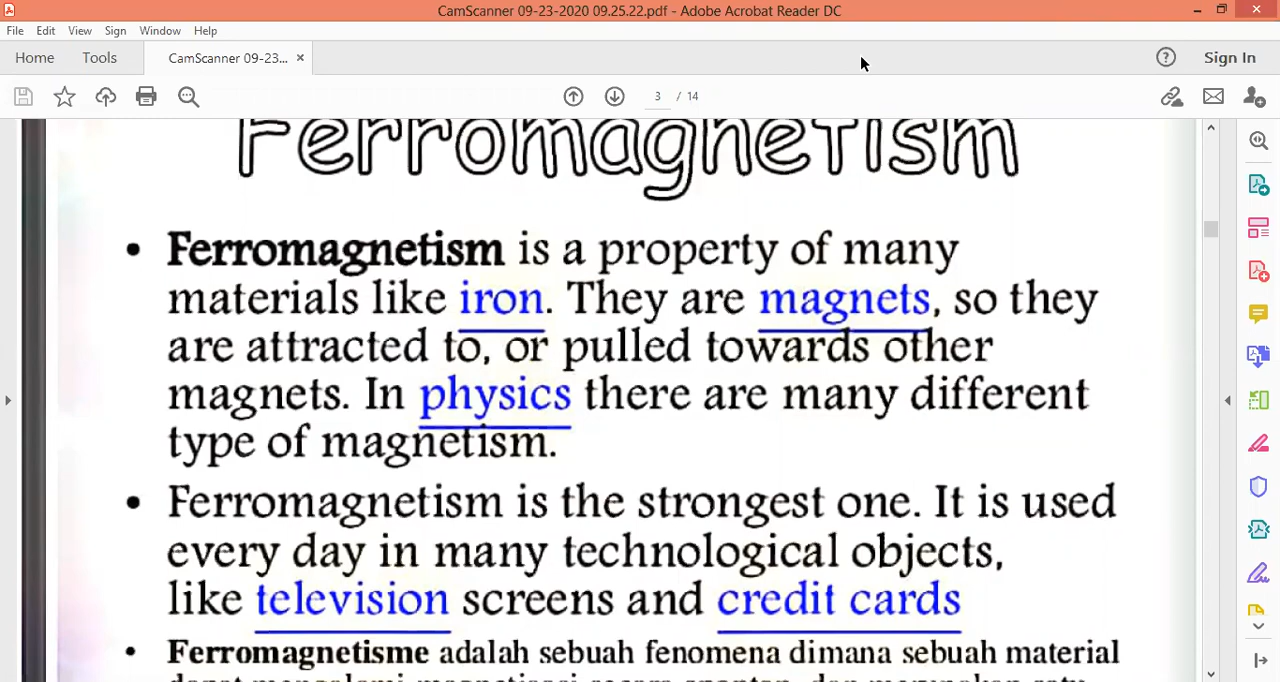 CamScanner 09-23-2020 09.25.22.pdf - Adobe Acrobat Reader DC
File Edit View Sign Window Help
Home Tools CamScanner 09-23... × ? Sign In
3 / 14
Ferromagnetism
• Ferromagnetism is a property of many
materials like iron. They are magnets, so they
are attracted to, or pulled towards other
magnets. In physics there are many different
type of magnetism.
• Ferromagnetism is the strongest one. It is used
every day in many technological objects,
like television screens and credit cards
• Ferromagnetisme adalah sebuah fenomena dimana sebuah material